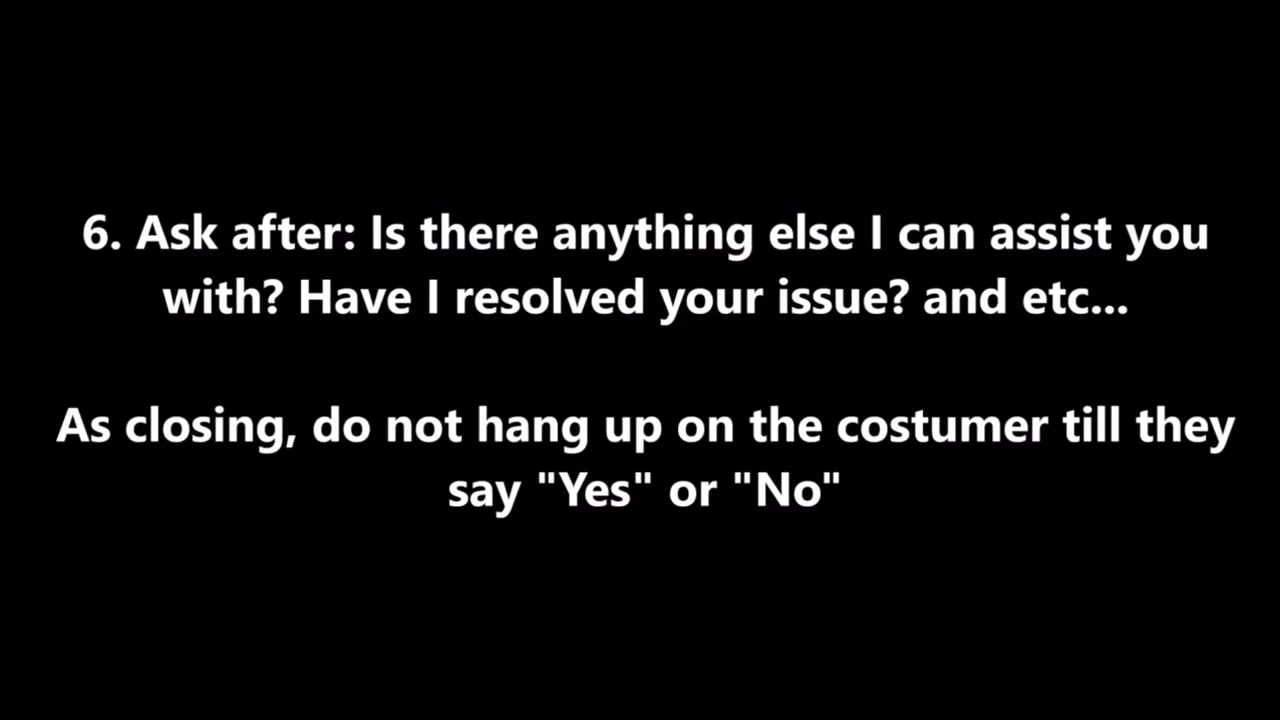 6. Ask after: Is there anything else I can assist you
with? Have I resolved your issue? and etc...
As closing, do not hang up on the costumer till they
say "Yes" or "No"